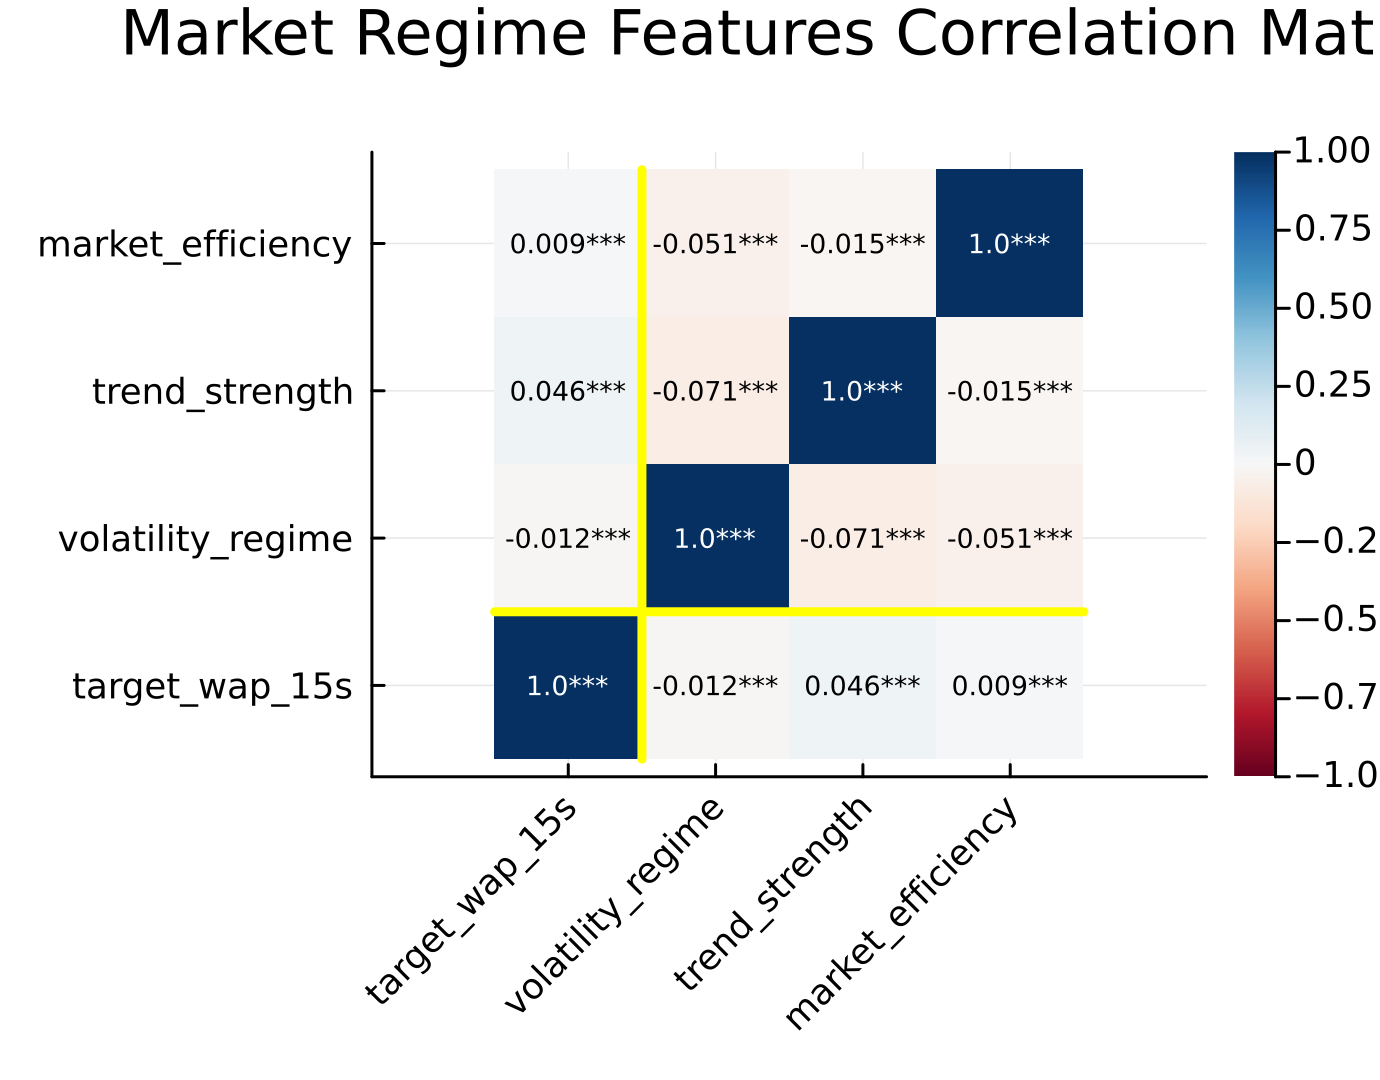 Market Regime Features Correlation Mat
market_efficiency 0.009*** -0.051*** -0.015*** 1.0***
trend_strength 0.046*** -0.071*** 1.0*** -0.015***
volatility_regime -0.012*** 1.0*** -0.071*** -0.051***
target_wap_15s 1.0*** -0.012*** 0.046*** 0.009***
target_wap_15s volatility_regime trend_strength market_efficiency
1.00
0.75
0.50
0.25
0
−0.2
−0.5
−0.7
−1.0